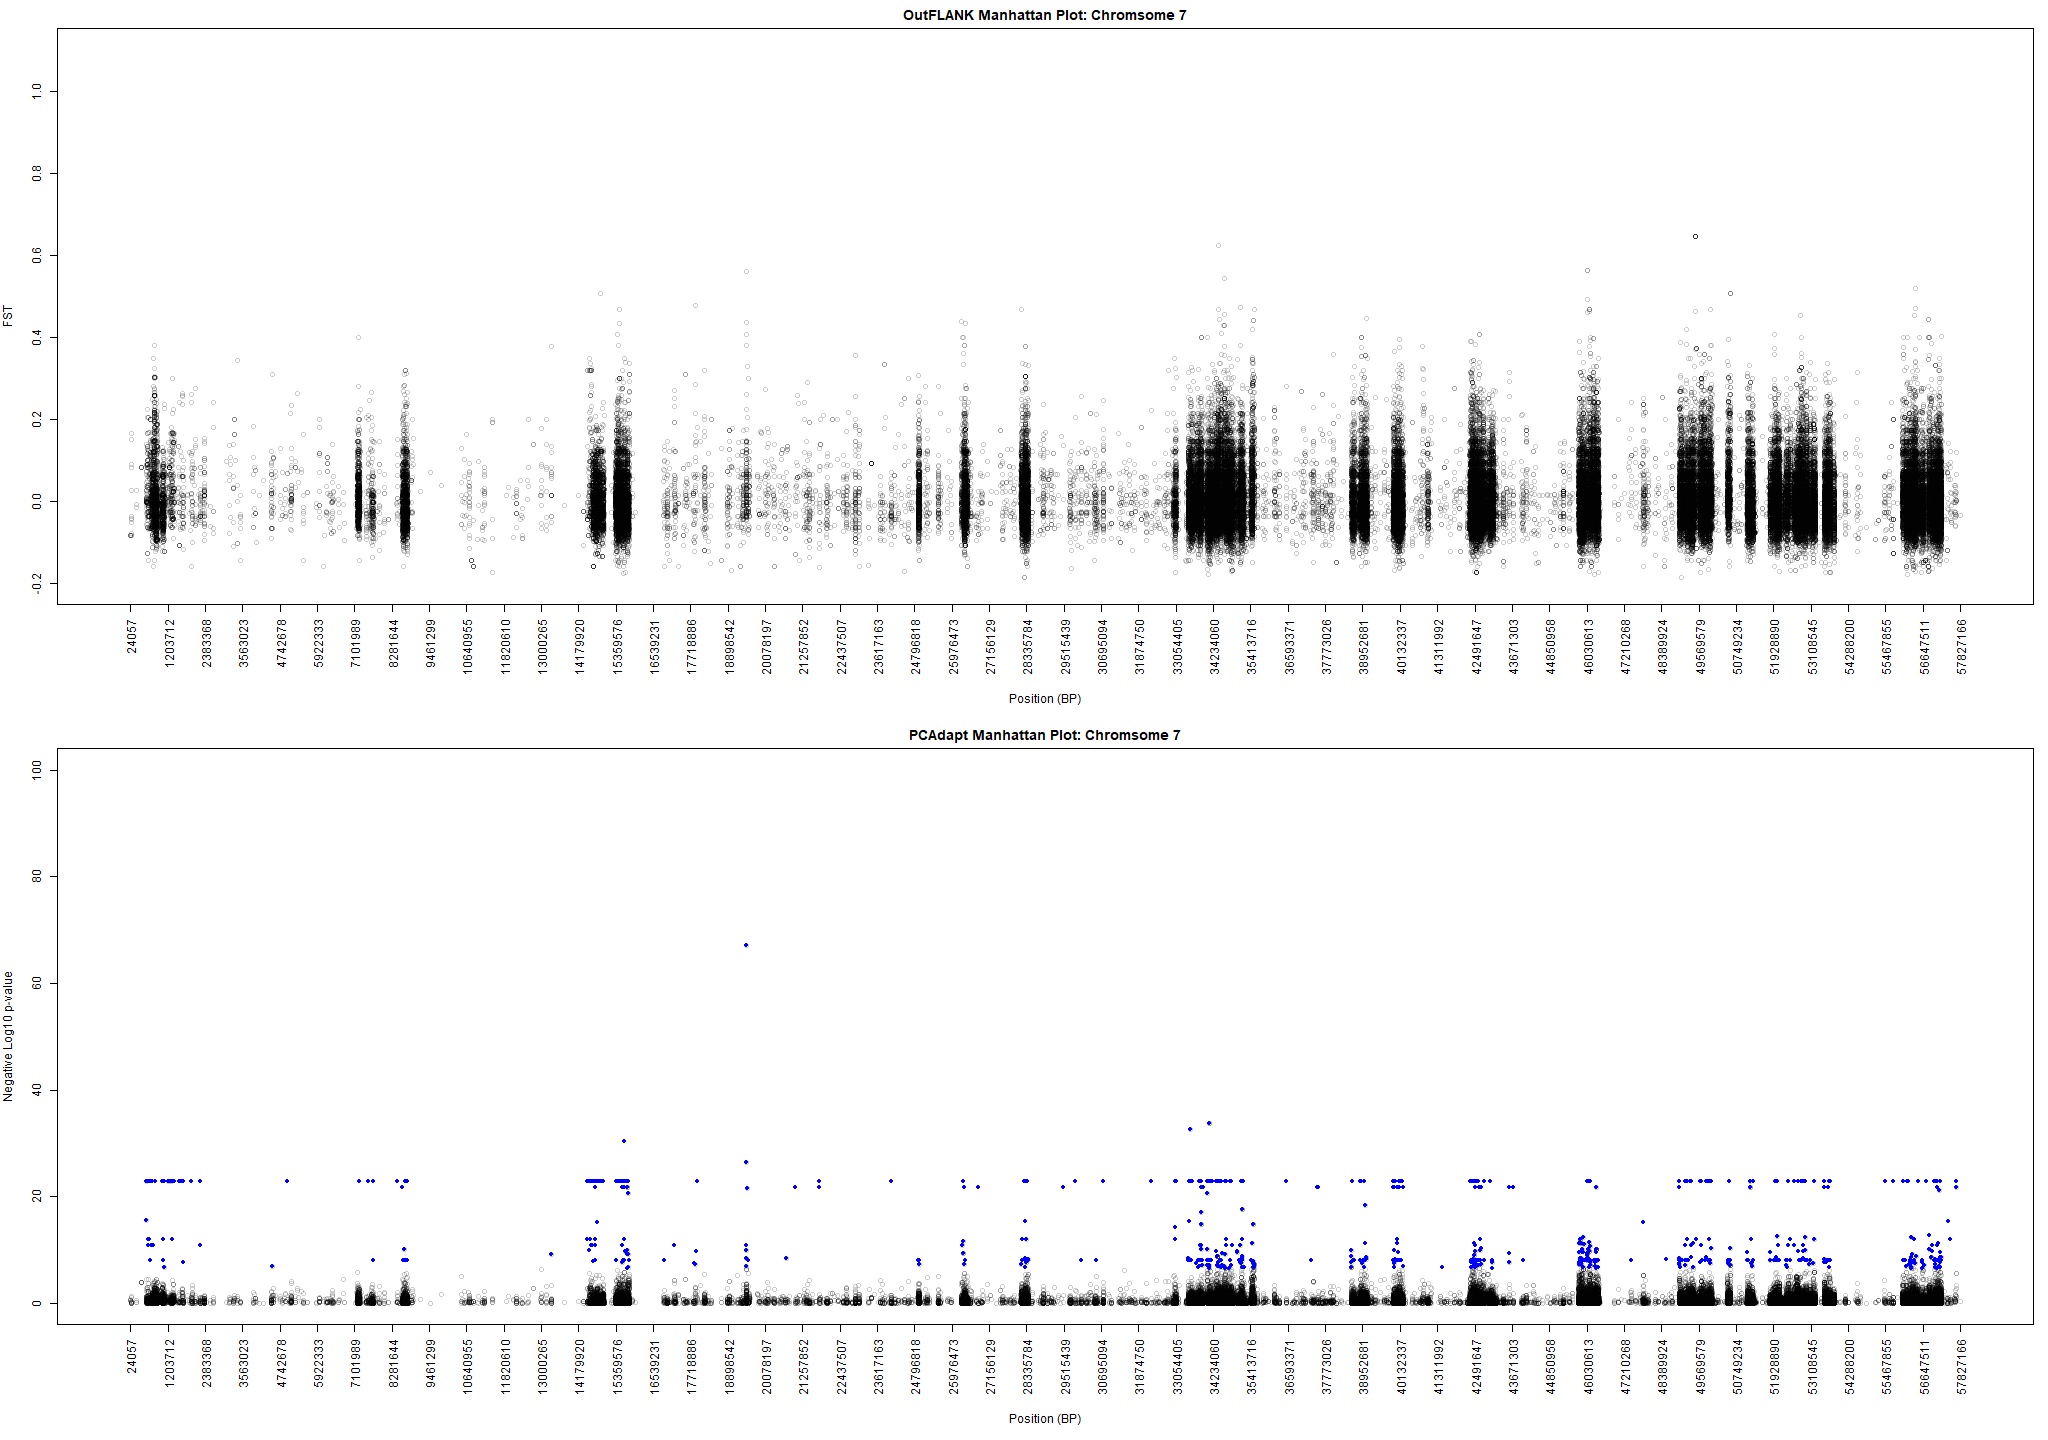 OutFLANK Manhattan Plot: Chromsome 7
1.0
0.8
0.6
0.4
0.2
0.0
-0.2
FST
24057 1203712 2383368 3563023 4742678 5922333 7101989 8281644 9461299 10640955 11820610 13000265 14179920 15359576 16539231 17718886 18898542 20078197 21257852 22437507 23617163 24796818 25976473 27156129 28335784 29515439 30695094 31874750 33054405 34234060 35413716 36593371 37773026 38952681 40132337 41311992 42491647 43671303 44850958 46030613 47210268 48389924 49569579 50749234 51928890 53108545 54288200 55467855 56647511 57827166
Position (BP)
PCAdapt Manhattan Plot: Chromsome 7
100
80
60
40
20
0
Negative Log10 p-value
24057 1203712 2383368 3563023 4742678 5922333 7101989 8281644 9461299 10640955 11820610 13000265 14179920 15359576 16539231 17718886 18898542 20078197 21257852 22437507 23617163 24796818 25976473 27156129 28335784 29515439 30695094 31874750 33054405 34234060 35413716 36593371 37773026 38952681 40132337 41311992 42491647 43671303 44850958 46030613 47210268 48389924 49569579 50749234 51928890 53108545 54288200 55467855 56647511 57827166
Position (BP)